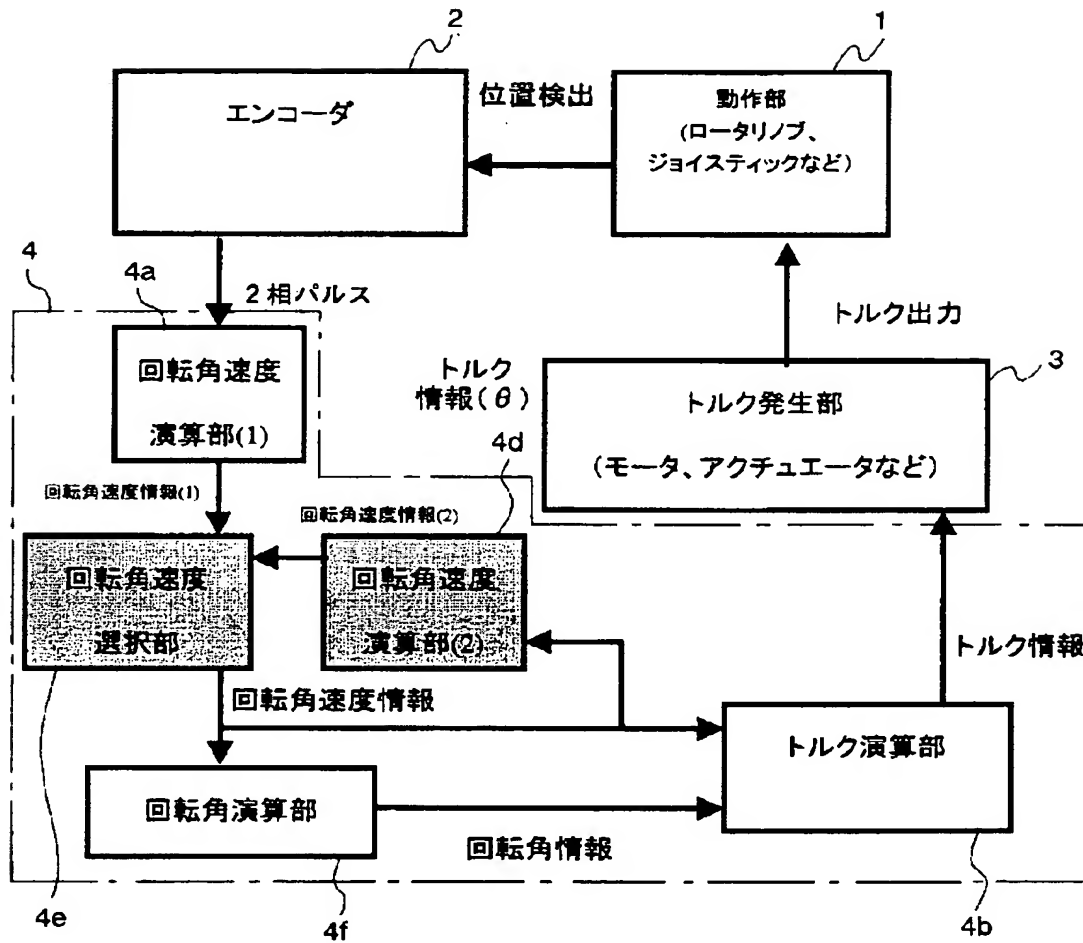 2
1
エンコーダ
位置検出
動作部
(ロータリノブ、
ジョイスティックなど)
4
4a
2相パルス
トルク出力
回転角速度
演算部(1)
トルク
情報(θ)
3
トルク発生部
(モータ、アクチュエータなど)
4d
回転角速度情報(1)
回転角速度情報(2)
回転角速度
選択部
回転角速度
演算部(2)
トルク情報
回転角速度情報
トルク演算部
回転角演算部
回転角情報
4e
4f
4b